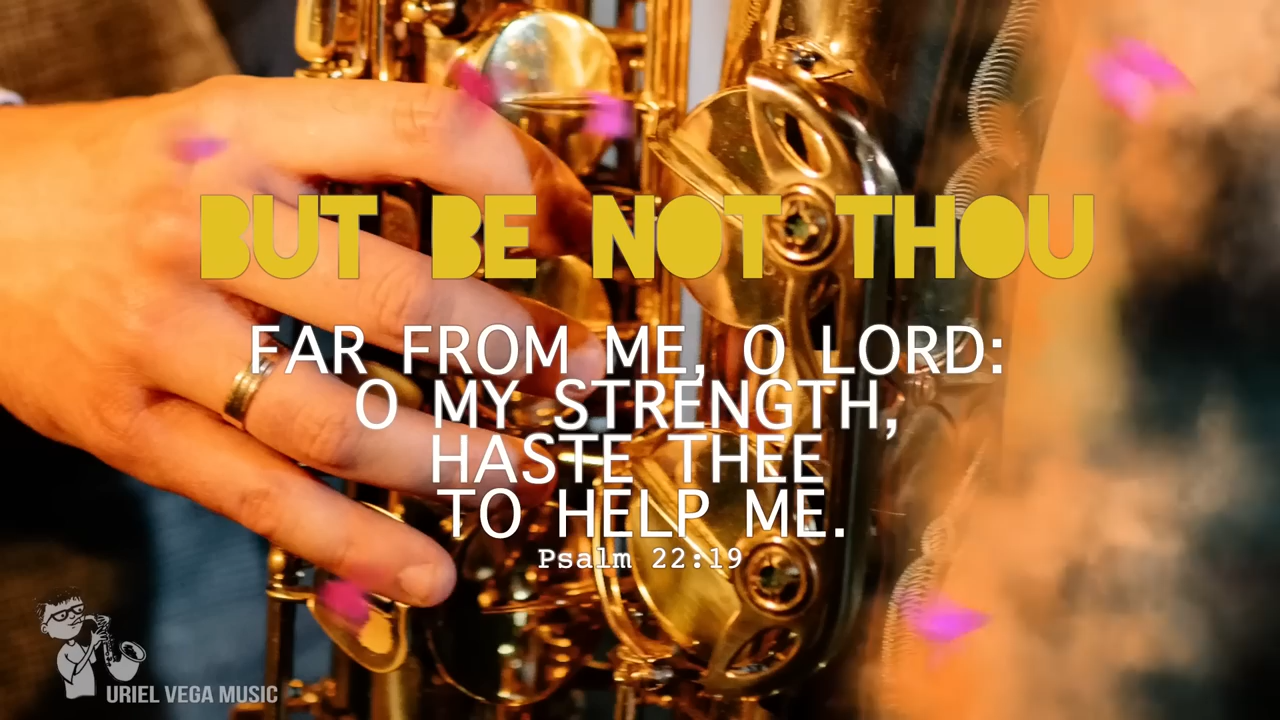 BUT BE NOT THOU
FAR FROM ME, O LORD:
O MY STRENGTH,
HASTE THEE
TO HELP ME.
Psalm 22:19
URIEL VEGA MUSIC